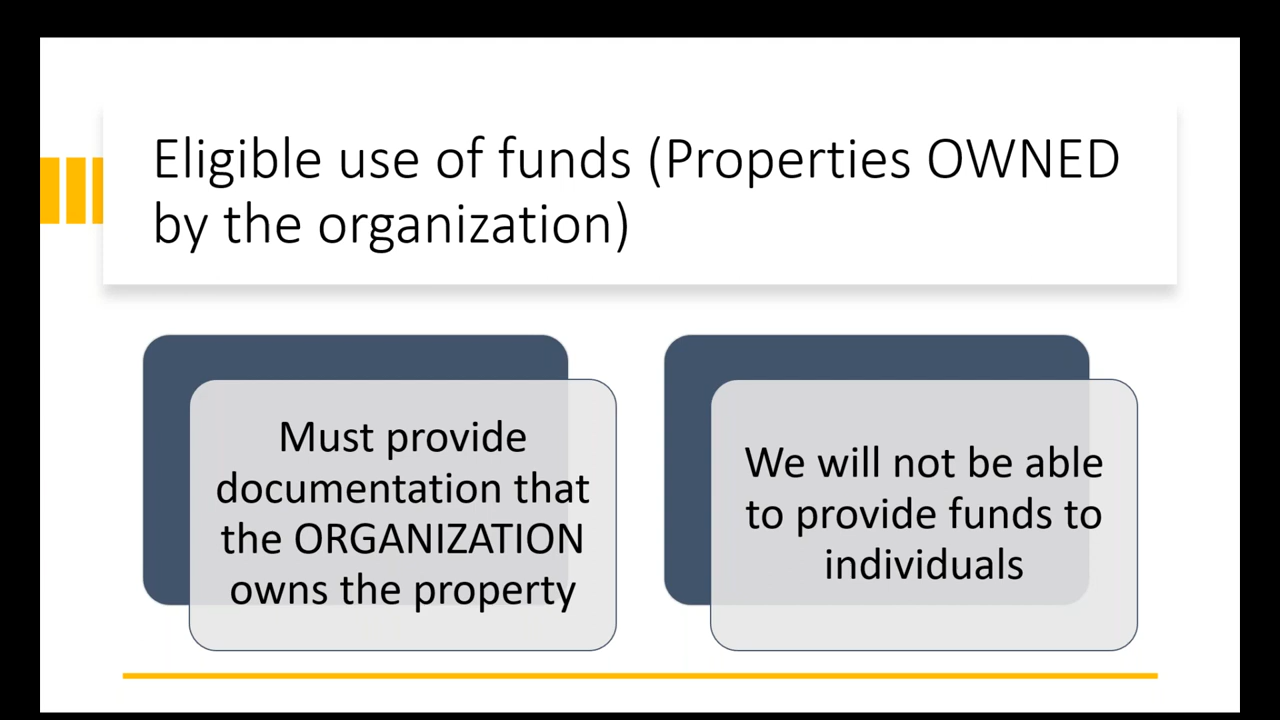 Eligible use of funds (Properties OWNED
by the organization)
Must provide
documentation that
the ORGANIZATION
owns the property
We will not be able
to provide funds to
individuals